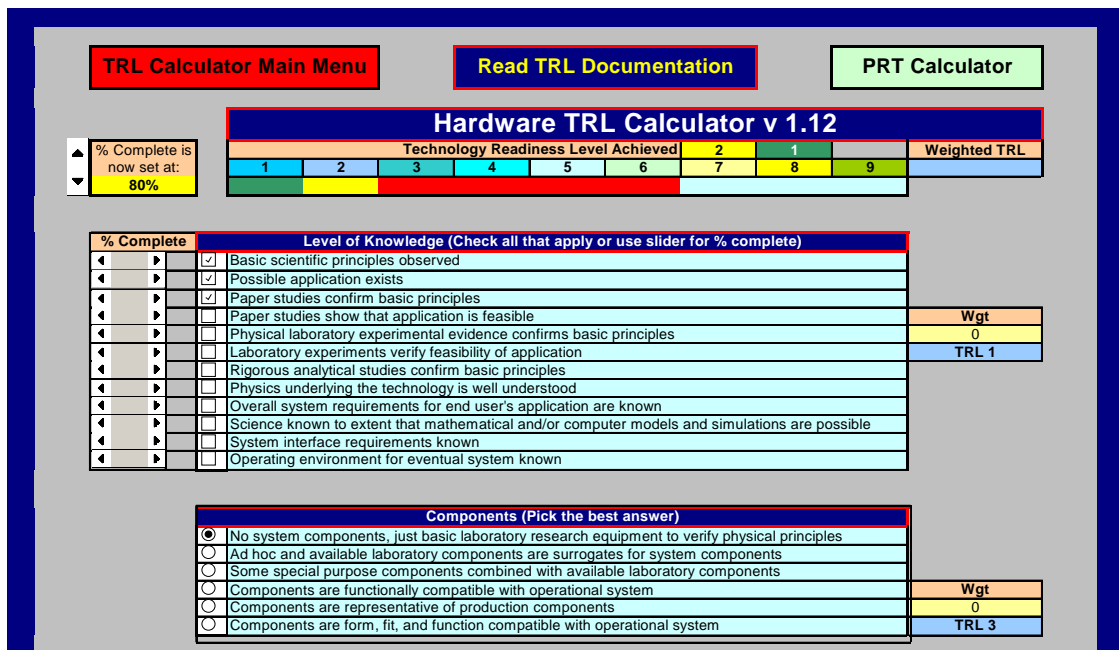 TRL Calculator Main Menu Read TRL Documentation PRT Calculator
Hardware TRL Calculator v 1.12
% Complete is now set at: 80%
Technology Readiness Level Achieved 2 1 Weighted TRL
1 2 3 4 5 6 7 8 9
% Complete Level of Knowledge (Check all that apply or use slider for % complete)
Basic scientific principles observed
Possible application exists
Paper studies confirm basic principles
Paper studies show that application is feasible Wgt
Physical laboratory experimental evidence confirms basic principles 0
Laboratory experiments verify feasibility of application TRL 1
Rigorous analytical studies confirm basic principles
Physics underlying the technology is well understood
Overall system requirements for end user's application are known
Science known to extent that mathematical and/or computer models and simulations are possible
System interface requirements known
Operating environment for eventual system known
Components (Pick the best answer)
No system components, just basic laboratory research equipment to verify physical principles
Ad hoc and available laboratory components are surrogates for system components
Some special purpose components combined with available laboratory components
Components are functionally compatible with operational system Wgt
Components are representative of production components 0
Components are form, fit, and function compatible with operational system TRL 3